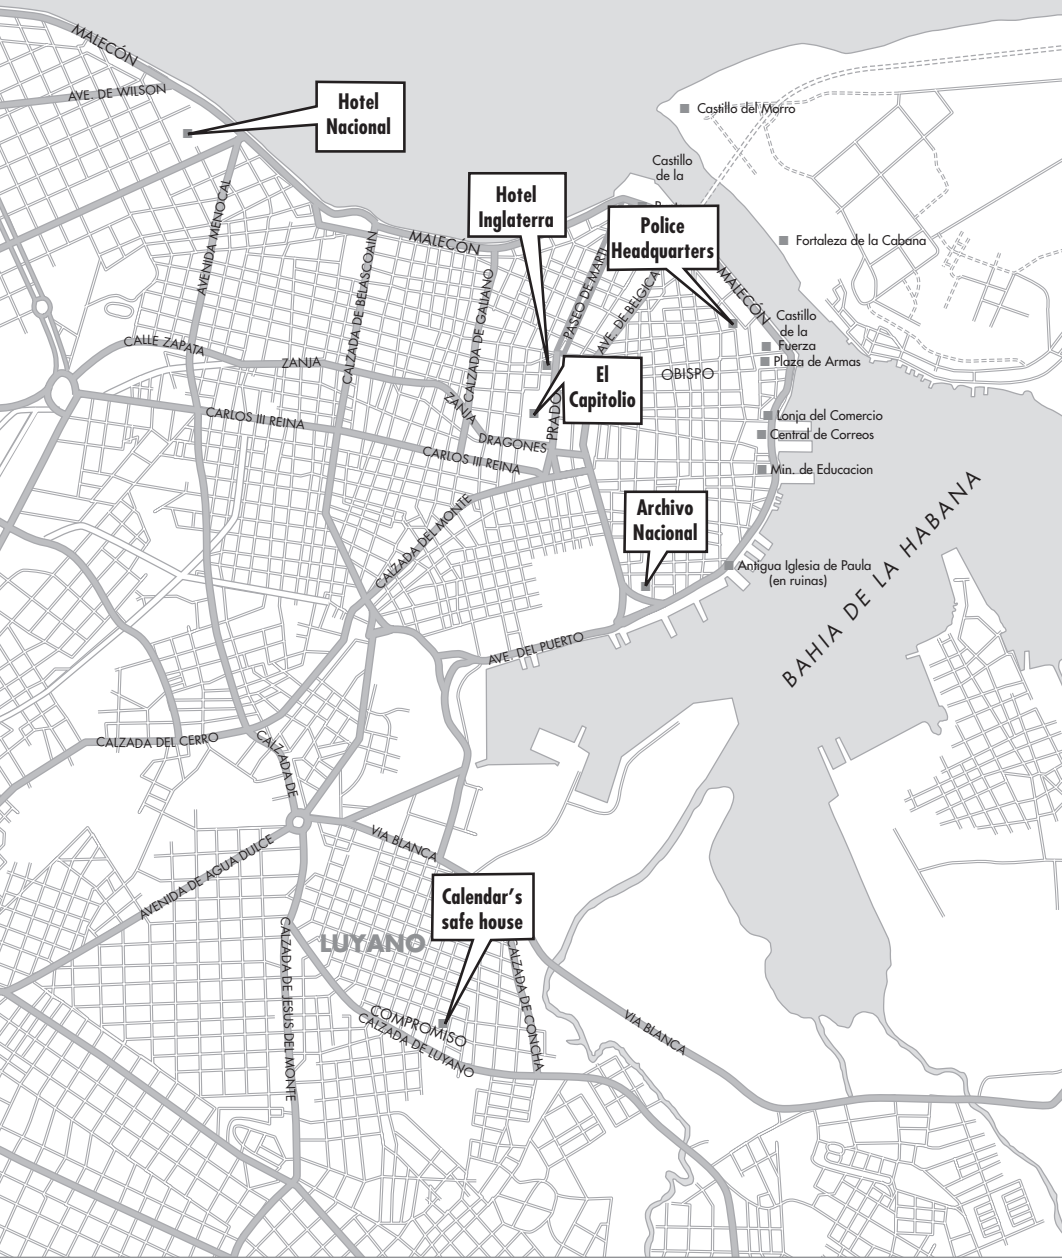 MALECÓN
AVE. DE WILSON
Hotel
Nacional
Castillo del Morro
Castillo
de la
Hotel
Inglaterra
Police
Headquarters
Fortaleza de la Cabana
MALECÓN
AVENIDA MENOCAL
CALZADA DE BELASCOAIN
CALZADA DE GALIANO
PASEO DE MARTI
AVE. DE BELGICA
MALECÓN
Castillo
de la
Fuerza
Plaza de Armas
CALLE ZAPATA
ZANJA
El
Capitolio
OBISPO
PRADO
ZANJA
CARLOS III REINA
DRAGONES
CARLOS III REINA
Lonja del Comercio
Central de Correos
Min. de Educacion
CALZADA DEL MONTE
Archivo
Nacional
Antigua Iglesia de Paula
(en ruinas)
BAHIA DE LA HABANA
AVE. DEL PUERTO
CALZADA DEL CERRO
CALZADA DE
VIA BLANCA
AVENIDA DE AGUA DULCE
Calendar's
safe house
LUYANO
CALZADA DE JESUS DEL MONTE
CALZADA DE CONCHA
COMPROMISO
CALZADA DE LUYANO
VIA BLANCA